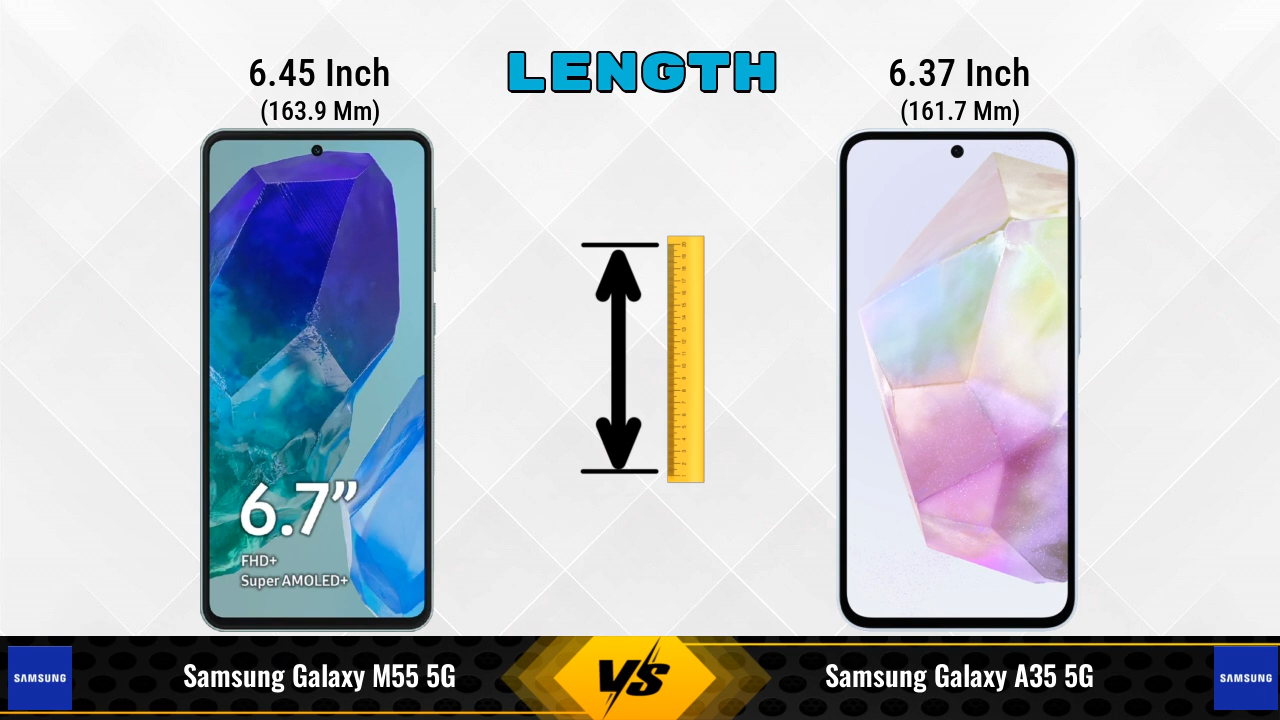 LENGTH
6.45 Inch
(163.9 Mm)
6.37 Inch
(161.7 Mm)
6.7”
FHD+
Super AMOLED+
SAMSUNG
Samsung Galaxy M55 5G
VS
Samsung Galaxy A35 5G
SAMSUNG